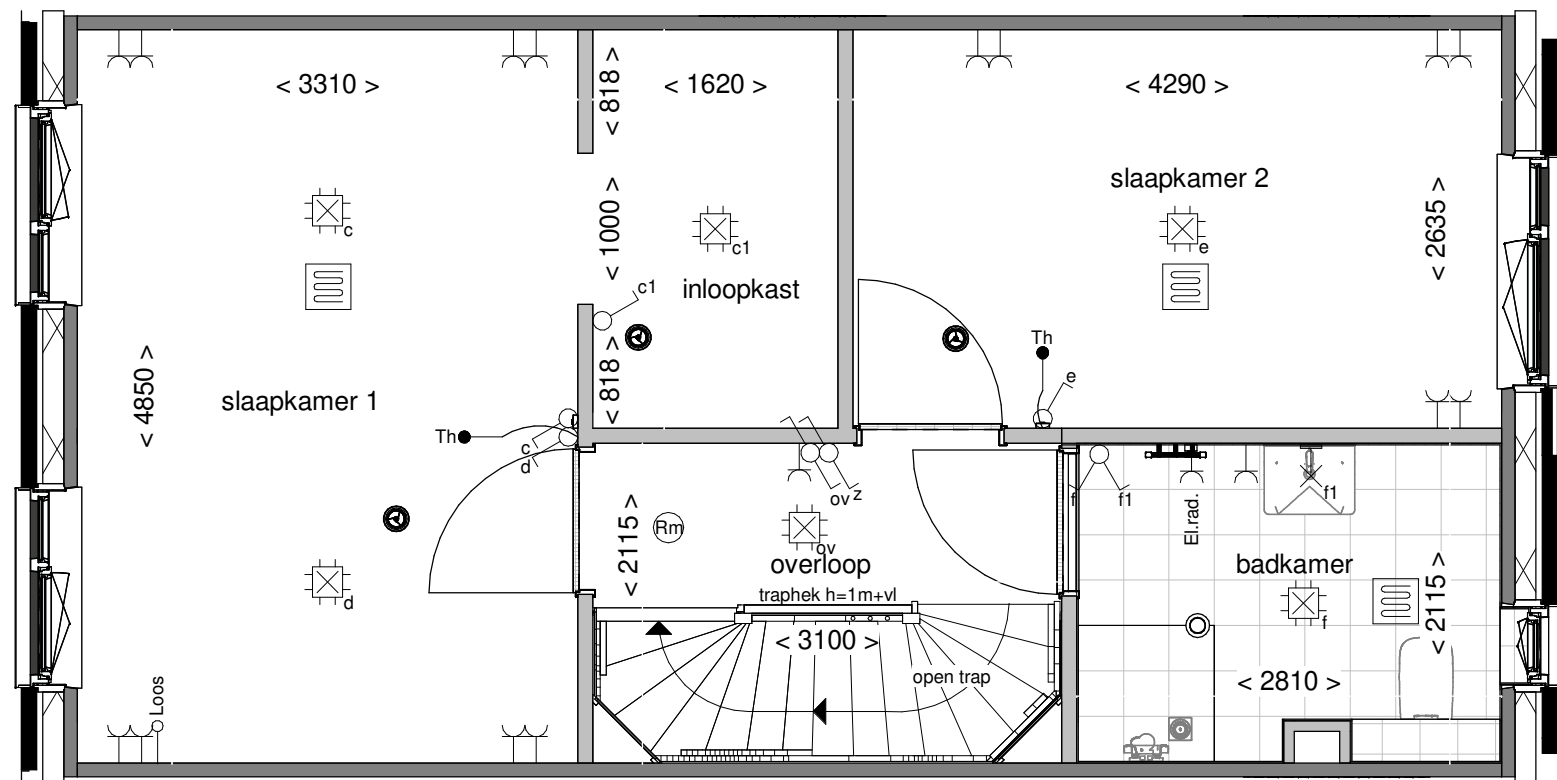 < 3310 >
< 818 >
< 1620 >
< 4290 >
slaapkamer 2
c
< 1000 >
c1
e
< 2635 >
inloopkast
c1
Th
< 818 >
e
< 4850 >
slaapkamer 1
Th
c
d
ov z
f
f1
f1
El.rad.
Rm
ov
< 2115 >
overloop
traphek h=1m+vl
badkamer
f
< 2115 >
d
< 3100 >
open trap
< 2810 >
Loos